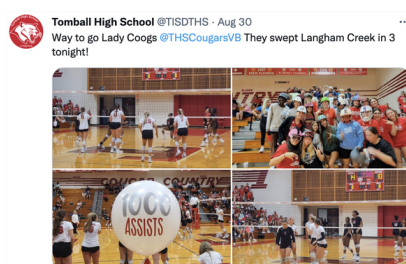 Tomball High School @TISDTHS · Aug 30
Way to go Lady Coogs @THSCougarsVB They swept Langham Creek in 3
tonight!
COUGAR COUNTRY
1000
ASSISTS